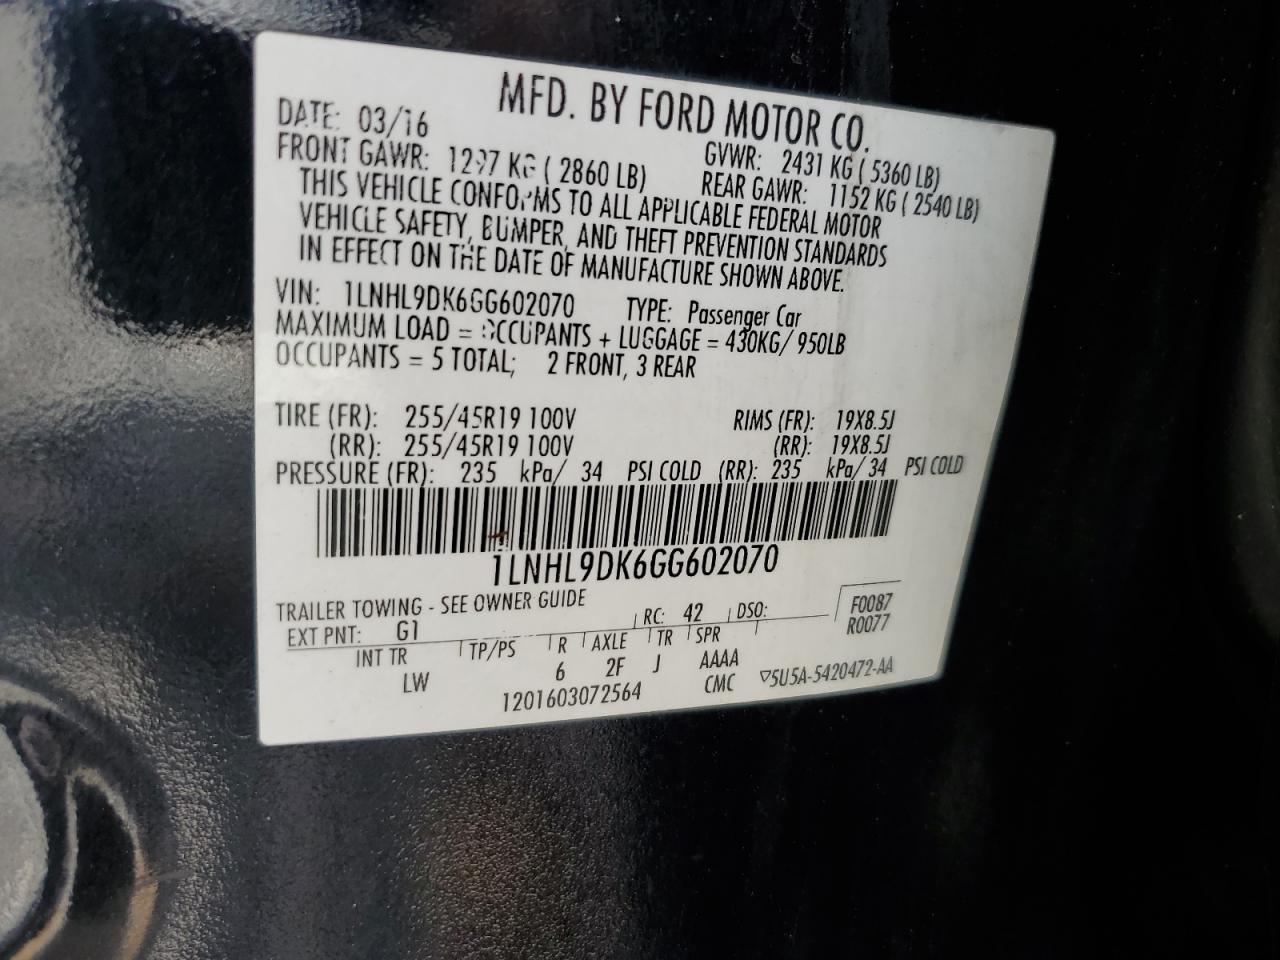 MFD. BY FORD MOTOR CO.
DATE: 03/16 GVWR: 2431 KG ( 5360 LB)
FRONT GAWR: 1297 KG ( 2860 LB) REAR GAWR: 1152 KG ( 2540 LB)
THIS VEHICLE CONFORMS TO ALL APPLICABLE FEDERAL MOTOR
VEHICLE SAFETY, BUMPER, AND THEFT PREVENTION STANDARDS
IN EFFECT ON THE DATE OF MANUFACTURE SHOWN ABOVE.
VIN: 1LNHL9DK6GG602070 TYPE: Passenger Car
MAXIMUM LOAD = OCCUPANTS + LUGGAGE = 430KG/ 950LB
OCCUPANTS = 5 TOTAL; 2 FRONT, 3 REAR
TIRE (FR): 255/45R19 100V RIMS (FR): 19X8.5J
(RR): 255/45R19 100V (RR): 19X8.5J
PRESSURE (FR): 235 kPa/ 34 PSI COLD (RR): 235 kPa/ 34 PSI COLD
1LNHL9DK6GG602070
TRAILER TOWING - SEE OWNER GUIDE
EXT PNT: G1 RC: 42 DSO: F0087
R0077
INT TR TP/PS R AXLE TR SPR
LW 6 2F J AAAA
1201603072564 CMC ▽5U5A-5420472-AA